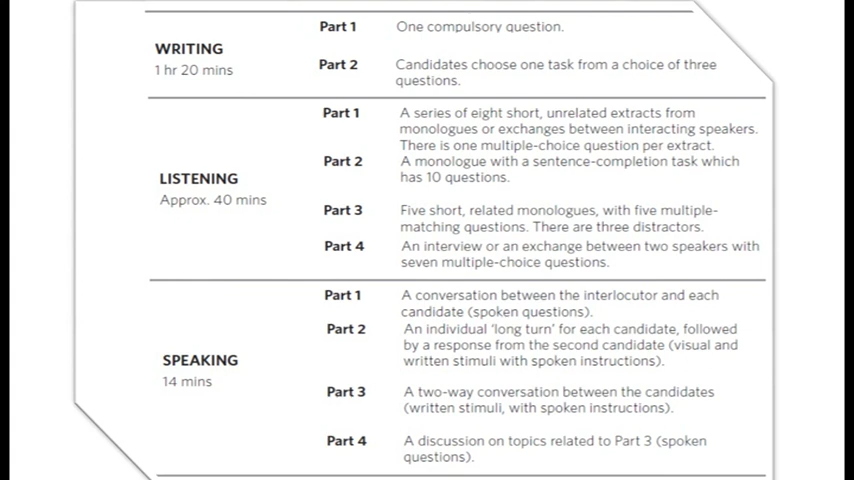 WRITING
1 hr 20 mins
Part 1
One compulsory question.
Part 2
Candidates choose one task from a choice of three
questions.
LISTENING
Approx. 40 mins
Part 1
A series of eight short, unrelated extracts from
monologues or exchanges between interacting speakers.
There is one multiple-choice question per extract.
Part 2
A monologue with a sentence-completion task which
has 10 questions.
Part 3
Five short, related monologues, with five multiple-
matching questions. There are three distractors.
Part 4
An interview or an exchange between two speakers with
seven multiple-choice questions.
SPEAKING
14 mins
Part 1
A conversation between the interlocutor and each
candidate (spoken questions).
Part 2
An individual ‘long turn’ for each candidate, followed
by a response from the second candidate (visual and
written stimuli with spoken instructions).
Part 3
A two-way conversation between the candidates
(written stimuli, with spoken instructions).
Part 4
A discussion on topics related to Part 3 (spoken
questions).